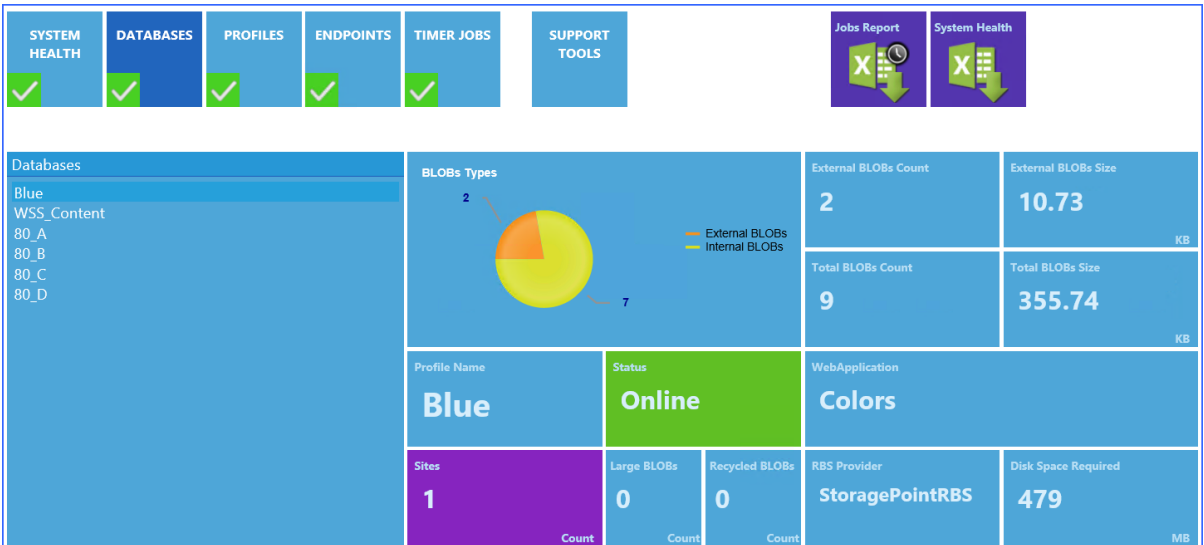 SYSTEM
HEALTH
DATABASES
PROFILES
ENDPOINTS
TIMER JOBS
SUPPORT
TOOLS
Jobs Report
System Health
Databases
Blue
WSS_Content
80_A
80_B
80_C
80_D
BLOBs Types
2
External BLOBs
Internal BLOBs
7
External BLOBs Count
2
External BLOBs Size
10.73
KB
Total BLOBs Count
9
Total BLOBs Size
355.74
KB
Profile Name
Blue
Status
Online
WebApplication
Colors
Sites
1
Count
Large BLOBs
0
Count
Recycled BLOBs
0
Count
RBS Provider
StoragePointRBS
Disk Space Required
479
MB